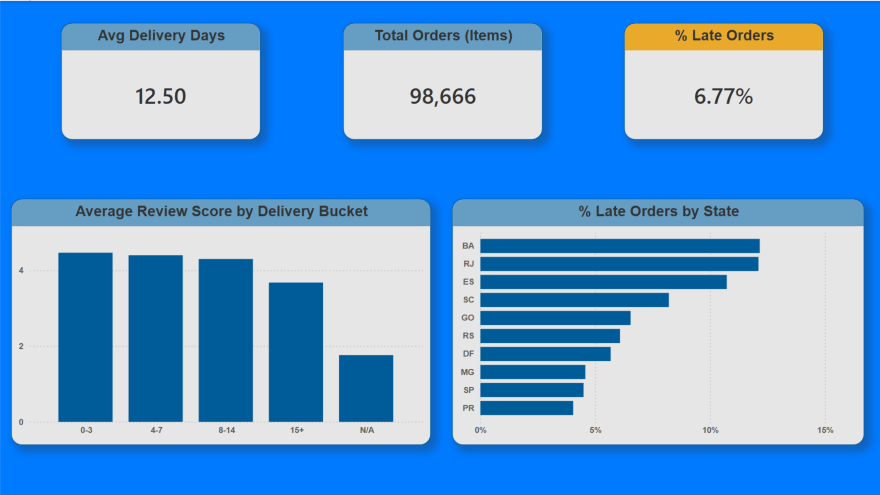 Avg Delivery Days
Total Orders (Items)
% Late Orders
12.50
98,666
6.77%
Average Review Score by Delivery Bucket
4
2
0
0-3
4-7
8-14
15+
N/A
% Late Orders by State
BA
RJ
ES
SC
GO
RS
DF
MG
SP
PR
0%
5%
10%
15%